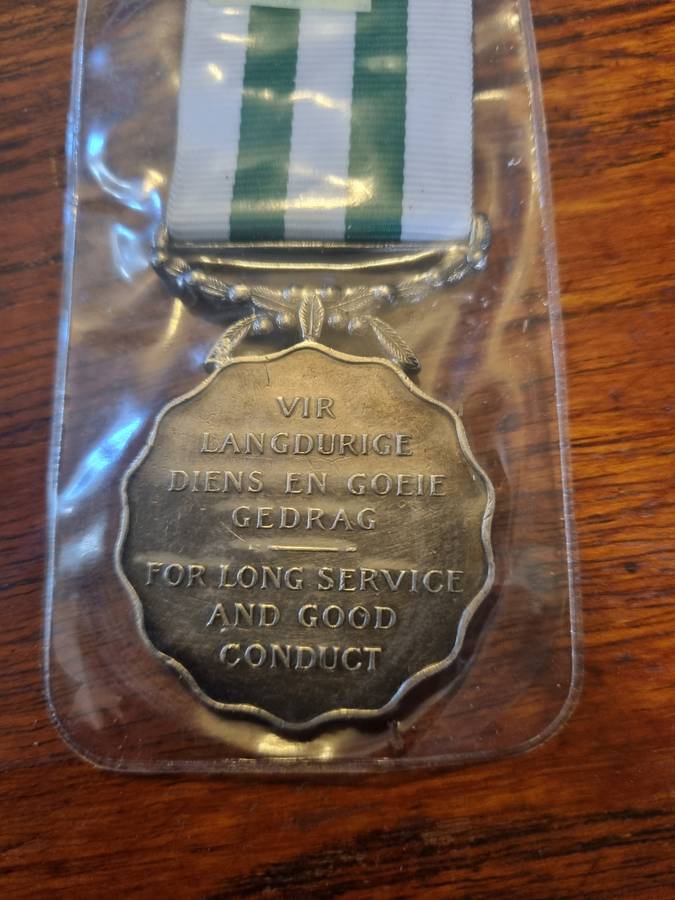 VIR
LANGDURIGE
DIENS EN GOEIE
GEDRAG
FOR LONG SERVICE
AND GOOD
CONDUCT